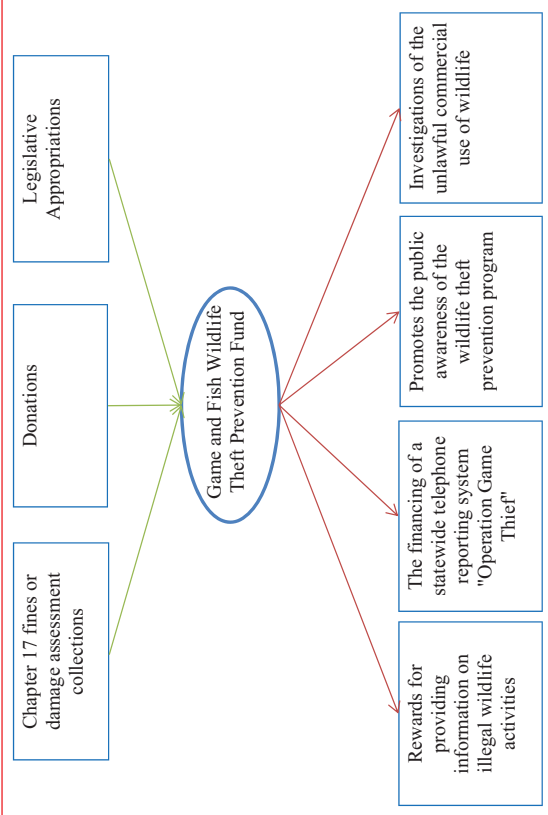 Chapter 17 fines or
damage assessment
collections
Donations
Legislative
Appropriations
Game and Fish Wildlife
Theft Prevention Fund
Rewards for
providing
information on
illegal wildlife
activities
The financing of a
statewide telephone
reporting system
"Operation Game
Thief"
Promotes the public
awareness of the
wildlife theft
prevention program
Investigations of the
unlawful commercial
use of wildlife